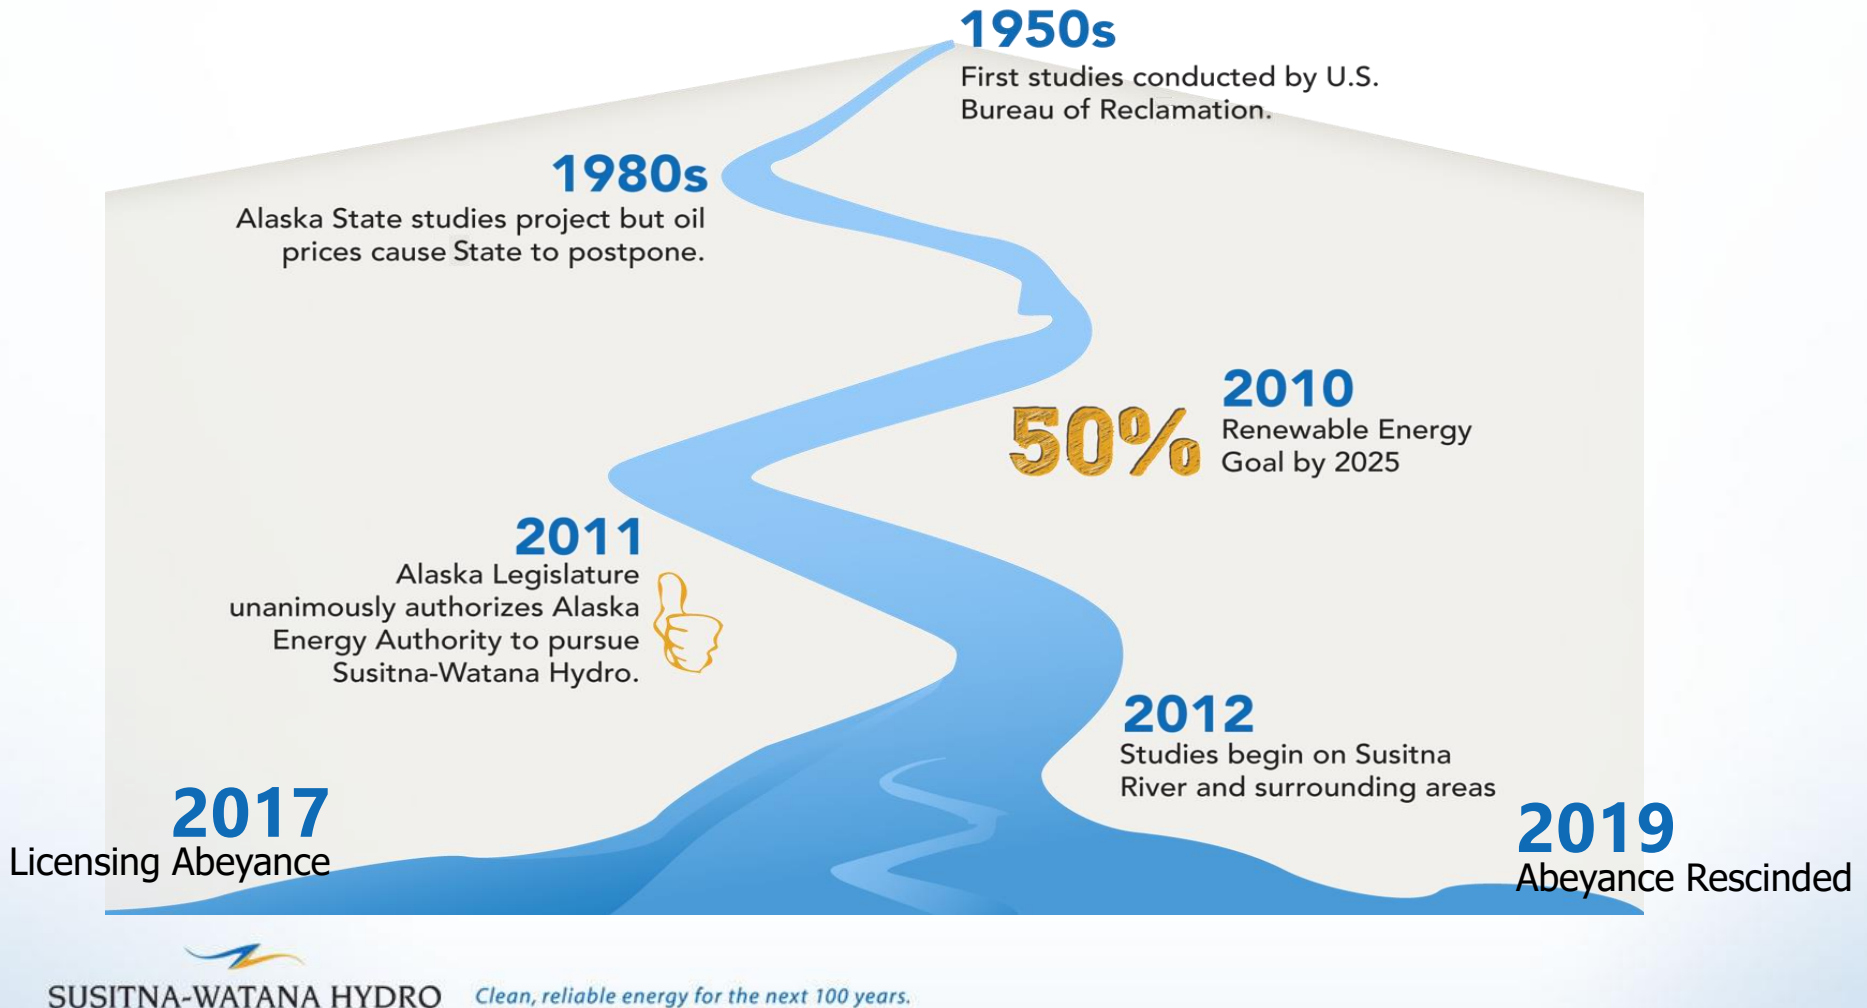 1950s
First studies conducted by U.S.
Bureau of Reclamation.
1980s
Alaska State studies project but oil
prices cause State to postpone.
50%
2010
Renewable Energy
Goal by 2025
2011
Alaska Legislature
unanimously authorizes Alaska
Energy Authority to pursue
Susitna-Watana Hydro.
2012
Studies begin on Susitna
River and surrounding areas
2017
Licensing Abeyance
2019
Abeyance Rescinded
SUSITNA-WATANA HYDRO
Clean, reliable energy for the next 100 years.